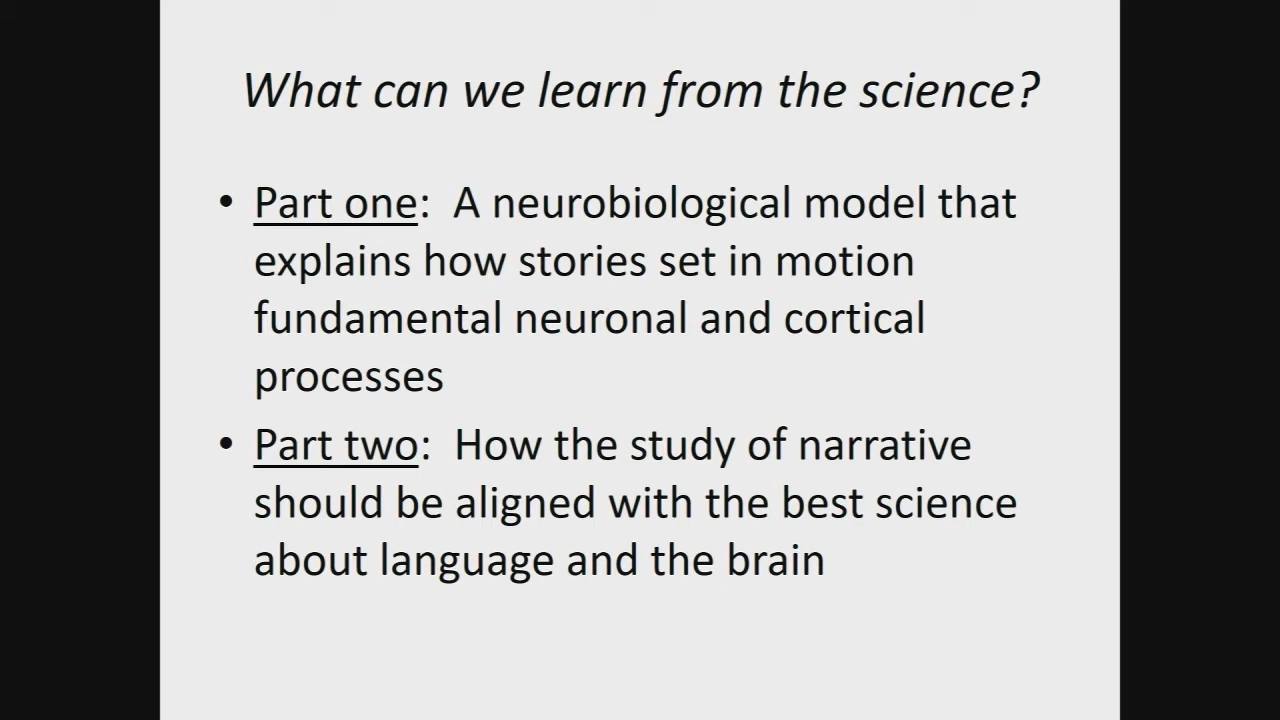 What can we learn from the science?
• Part one:  A neurobiological model that
explains how stories set in motion
fundamental neuronal and cortical
processes
• Part two:  How the study of narrative
should be aligned with the best science
about language and the brain